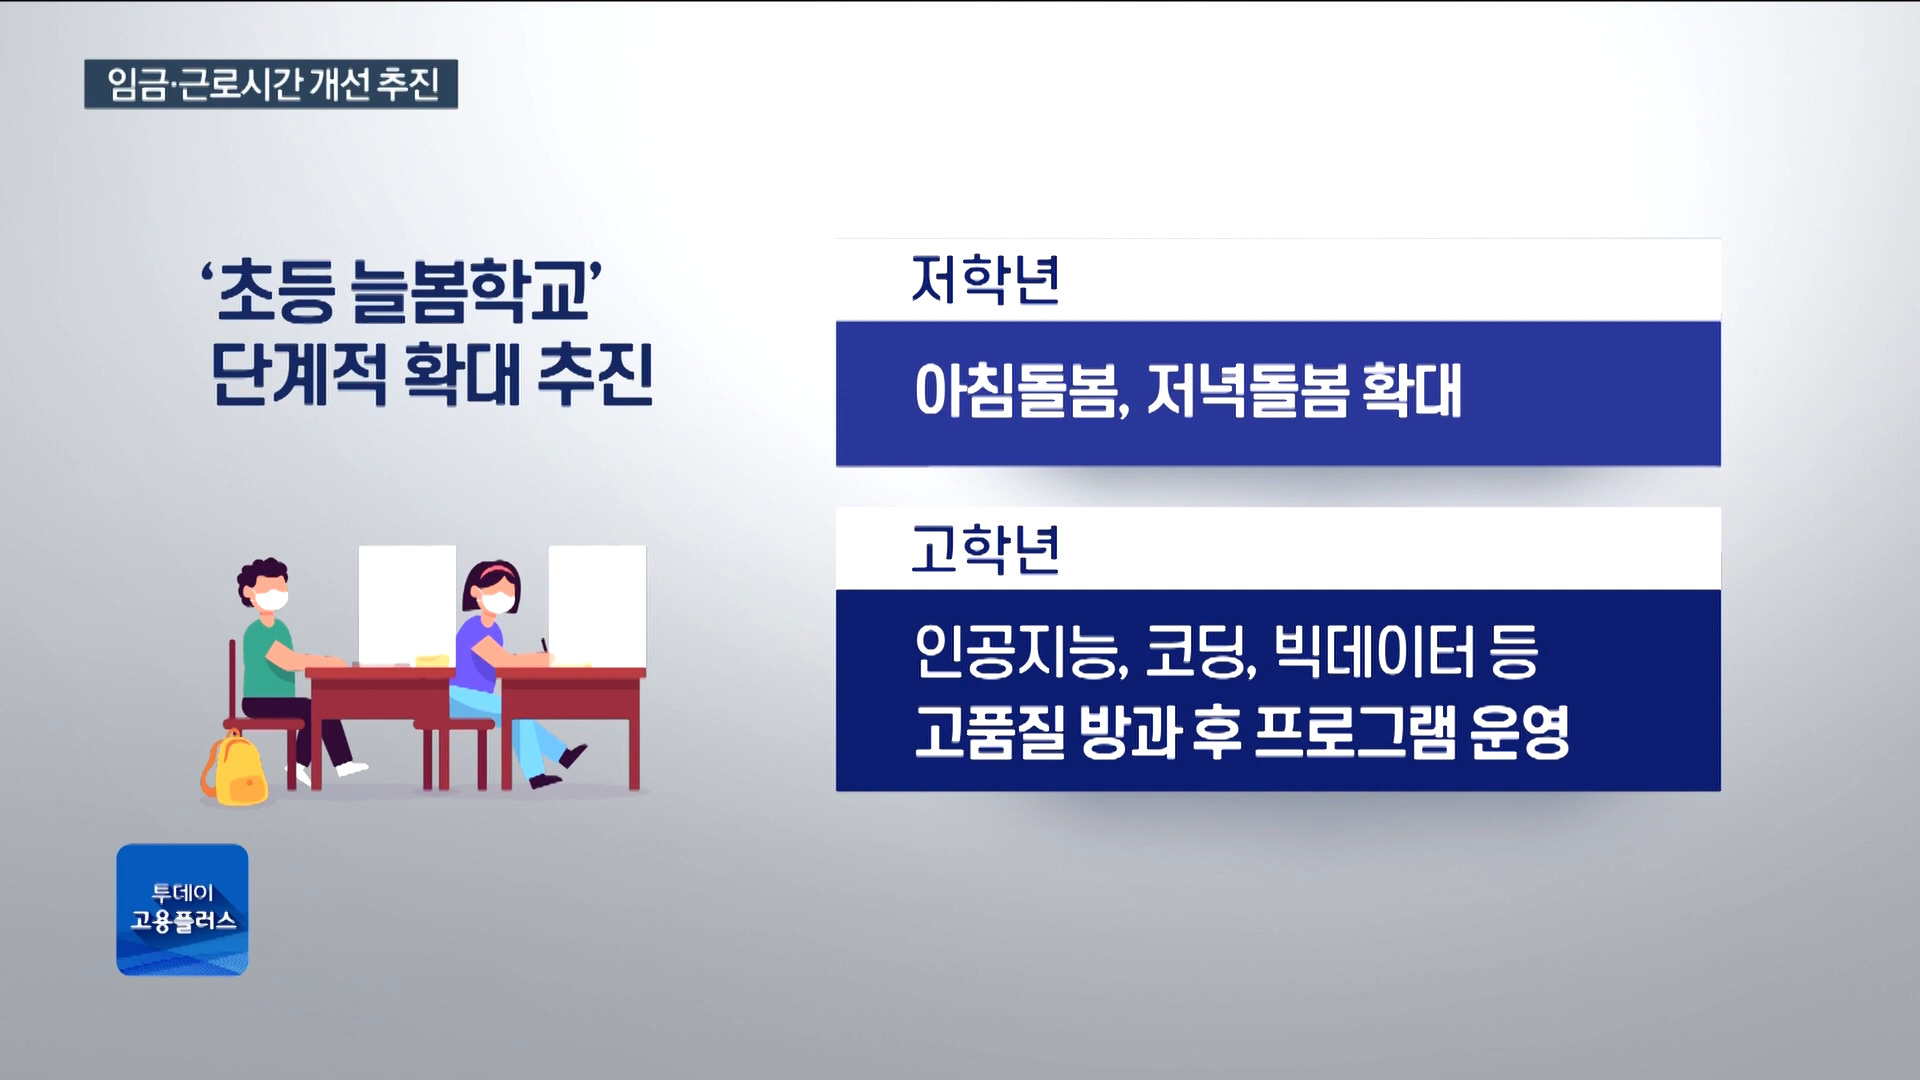 임금·근로시간 개선 추진
‘초등 늘봄학교’
단계적 확대 추진
저학년
아침돌봄, 저녁돌봄 확대
고학년
인공지능, 코딩, 빅데이터 등
고품질 방과 후 프로그램 운영
투데이
고용플러스